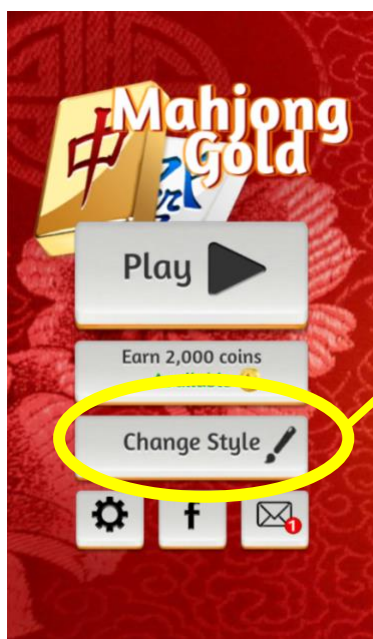 中
Mahjong
Gold
Play
Earn 2,000 coins
Change Style
f
1